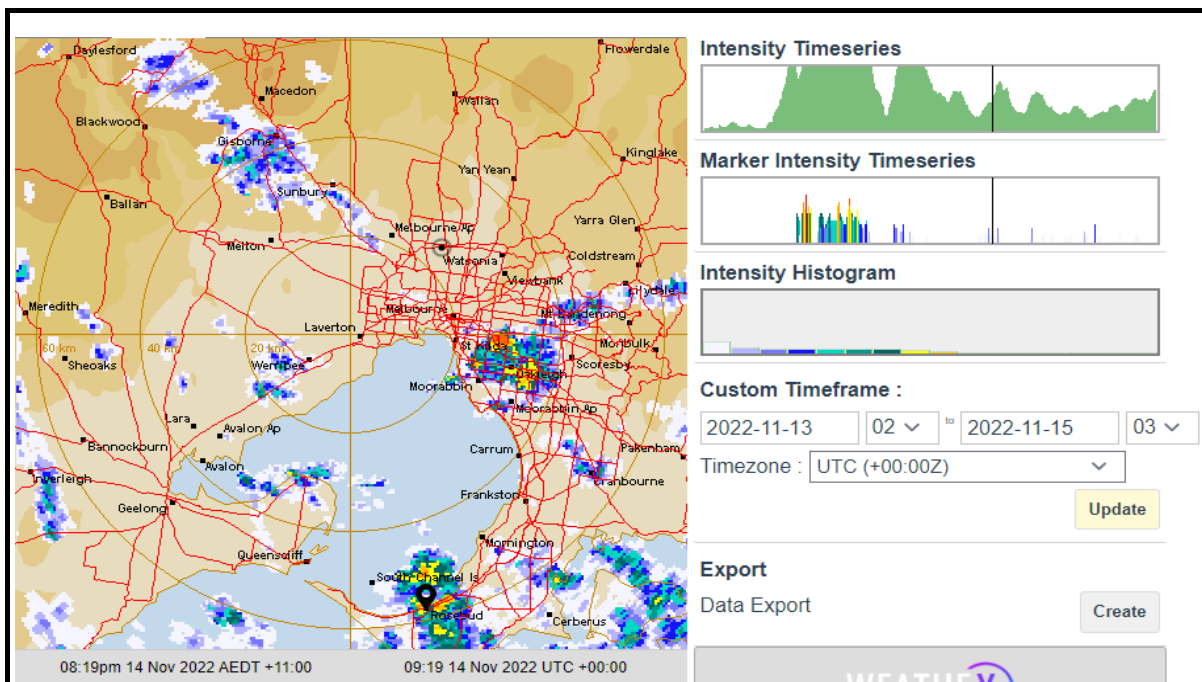 Daylesford
Flowerdale
Macedon
Wallan
Blackwood
Gisborne
Kinglake
Yan Yean
Sunbury
Ballan
Yarra Glen
Melbourne Ap
Melton
Watsonia
Coldstream
Viewbank
Lilydale
Meredith
Melbourne
Mt Dandenong
Laverton
60 km
40 km
20 km
St Kilda
Monbulk
Sheoaks
Werribee
Oakleigh
Scoresby
Moorabbin
Lara
Moorabbin Ap
Avalon Ap
Bannockburn
Carrum
Pakenham
Avalon
Inverleigh
Cranbourne
Geelong
Frankston
Mornington
Queenscliff
South Channel Is
Rosebud
Cerberus
08:19pm 14 Nov 2022 AEDT +11:00
09:19 14 Nov 2022 UTC +00:00
Intensity Timeseries
Marker Intensity Timeseries
Intensity Histogram
Custom Timeframe :
2022-11-13 02 to 2022-11-15 03
Timezone : UTC (+00:00Z)
Update
Export
Data Export
Create
WEATHEX